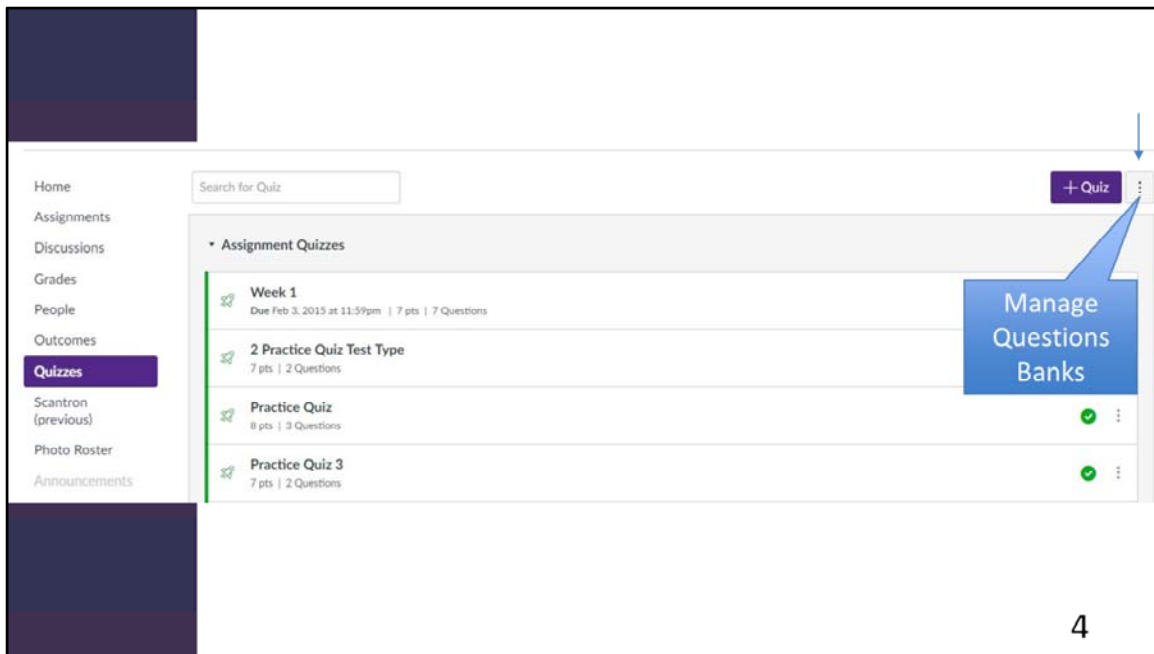 Home
Assignments
Discussions
Grades
People
Outcomes
Quizzes
Scantron
(previous)
Photo Roster
Announcements
Search for Quiz
+ Quiz
Assignment Quizzes
Week 1
Due Feb 3, 2015 at 11:59pm | 7 pts | 7 Questions
2 Practice Quiz Test Type
7 pts | 2 Questions
Practice Quiz
8 pts | 3 Questions
Practice Quiz 3
7 pts | 2 Questions
Manage
Questions
Banks
4